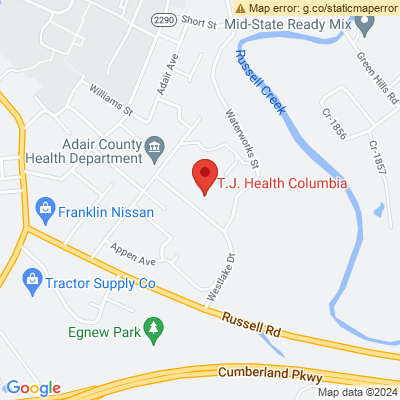 Map error: g.co/staticmaperror
2290
Short St
Mid-State Ready Mix
Adair Ave
Russell Creek
Green Hills Rd
Williams St
Waterworks St
Cr-1856
Cr-1857
Adair County
Health Department
T.J. Health Columbia
Franklin Nissan
Appen Ave
Westlake Dt
Tractor Supply Co
Russell Rd
Egnew Park
Cumberland Pkwy
Google
Map data ©2024